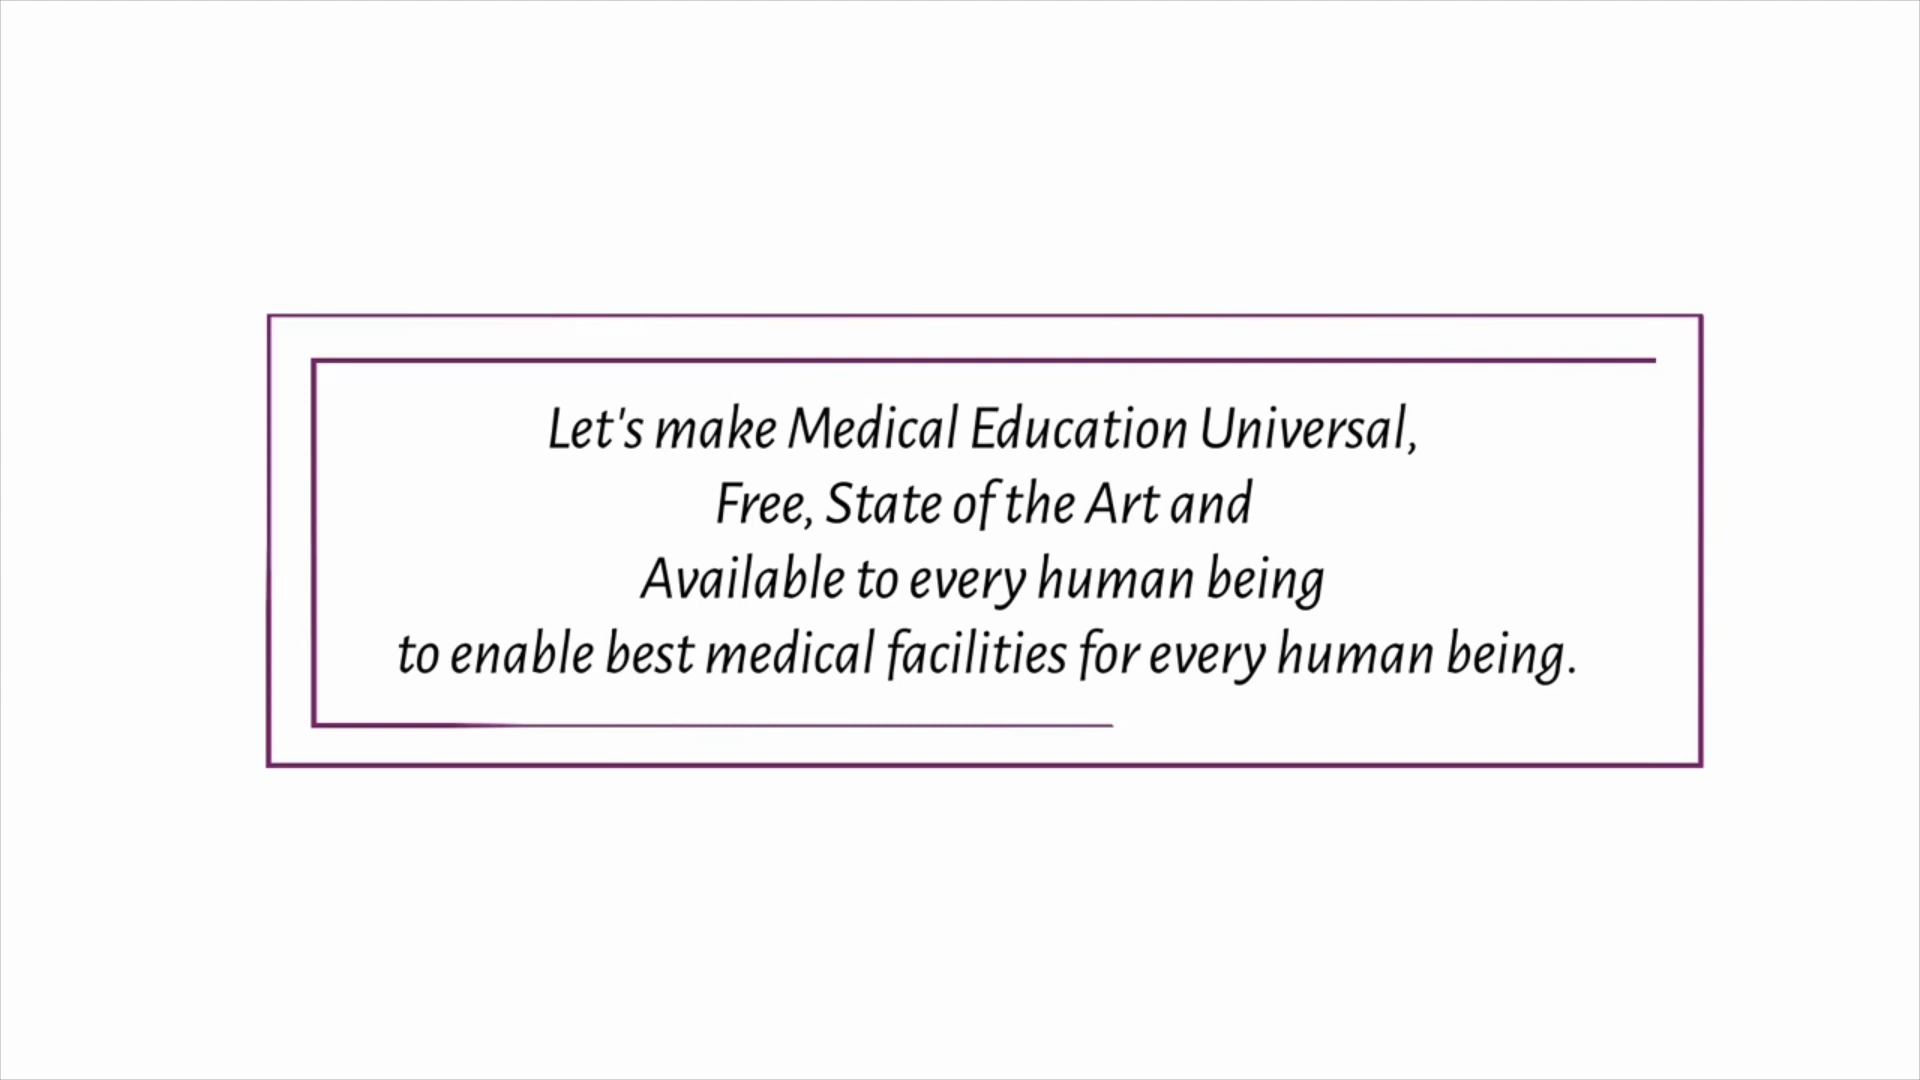 Let's make Medical Education Universal,
Free, State of the Art and
Available to every human being
to enable best medical facilities for every human being.